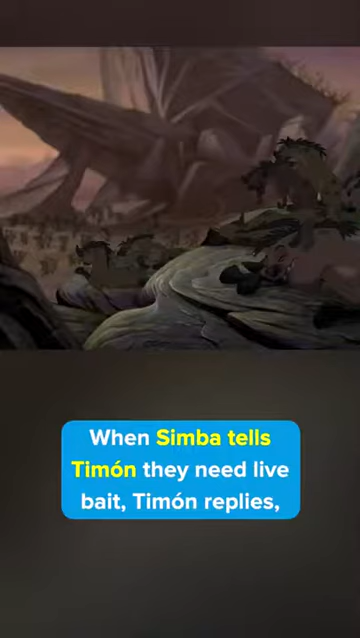 When Simba tells
Timón they need live
bait, Timón replies,